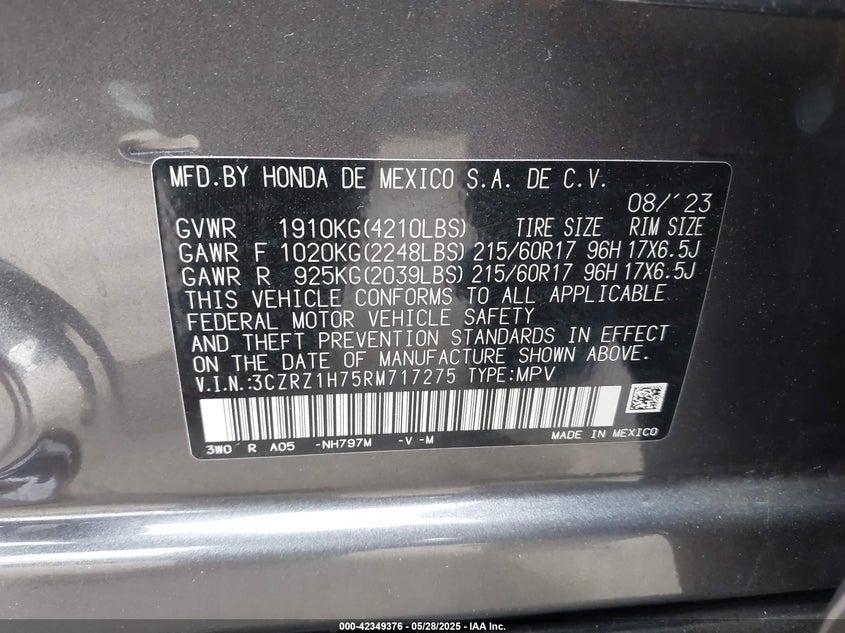 MFD.BY HONDA DE MEXICO S.A. DE C.V.
08/´23
GVWR 1910KG(4210LBS) TIRE SIZE RIM SIZE
GAWR F 1020KG(2248LBS) 215/60R17 96H 17X6.5J
GAWR R 925KG(2039LBS) 215/60R17 96H 17X6.5J
THIS VEHICLE CONFORMS TO ALL APPLICABLE
FEDERAL MOTOR VEHICLE SAFETY
AND THEFT PREVENTION STANDARDS IN EFFECT
ON THE DATE OF MANUFACTURE SHOWN ABOVE.
V.I.N.:3CZRZ1H75RM717275 TYPE:MPV
3W0´R A05 -NH797M -V -M MADE IN MEXICO
000-42349376 - 05/28/2025 - IAA Inc.